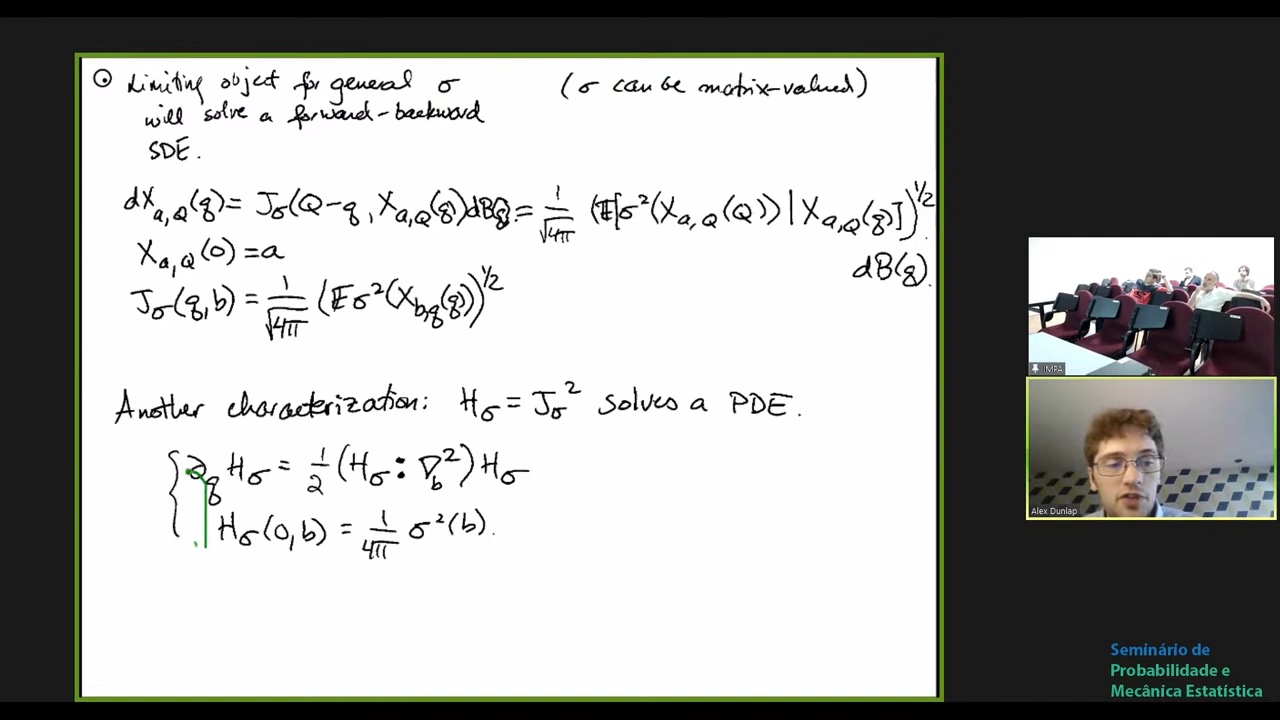 ⊙ Limiting object for general σ (σ can be matrix-valued)
will solve a forward-backward
SDE.
dX_{a,Q}(q) = J_σ(Q-q, X_{a,Q}(q))dB(q) = 1/√4π (𝔼[σ²(X_{a,Q}(Q)) | X_{a,Q}(q)])^{1/2}
dB(q).
X_{a,Q}(0) = a
J_σ(q,b) = 1/√4π (𝔼σ²(X_{b,q}(q)))^{1/2}
Another characterization: H_σ = J_σ² solves a PDE.
{ ∂_q H_σ = 1/2 (H_σ : ∇_b²) H_σ
H_σ(0,b) = 1/4π σ²(b).
IMPA
Alex Dunlap
Seminário de
Probabilidade e
Mecânica Estatística